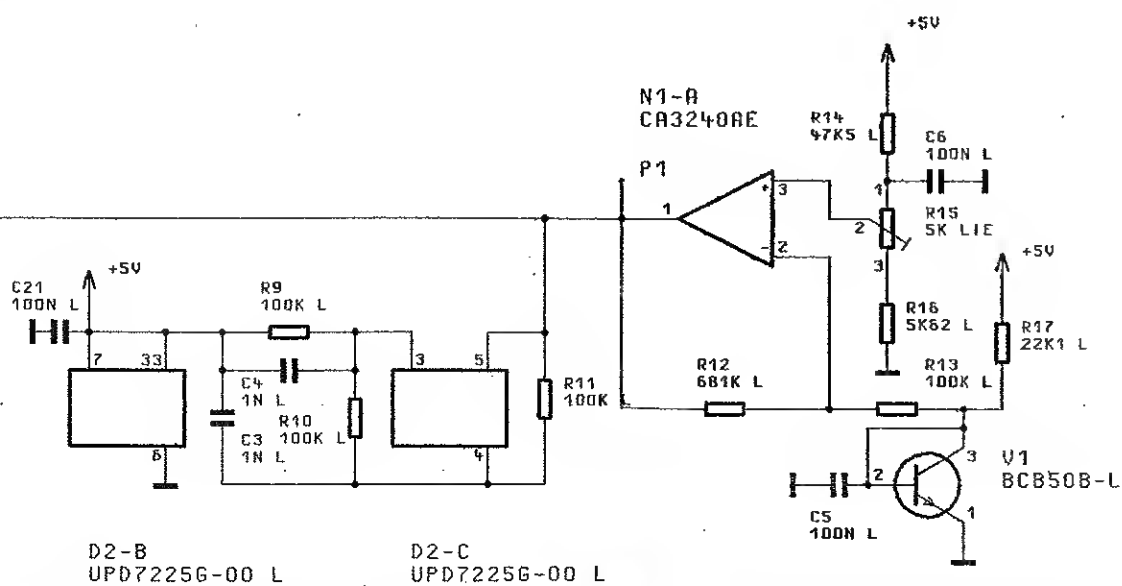 +5V
N1-A
CA3240AE
R14
47K5 L
C6
100N L
P1
+ 3
1
1
R15
5K LIE
2
- 2
3
+5V
+5V
C21
100N L
R9
100K L
R16
5K62 L
R17
22K1 L
7
33
3
5
R12
681K L
R13
100K L
R11
100K
C4
1N L
R10
100K L
C3
1N L
6
4
2
3
V1
BC850B-L
1
C5
100N L
D2-B
UPD7225G-00 L
D2-C
UPD7225G-00 L